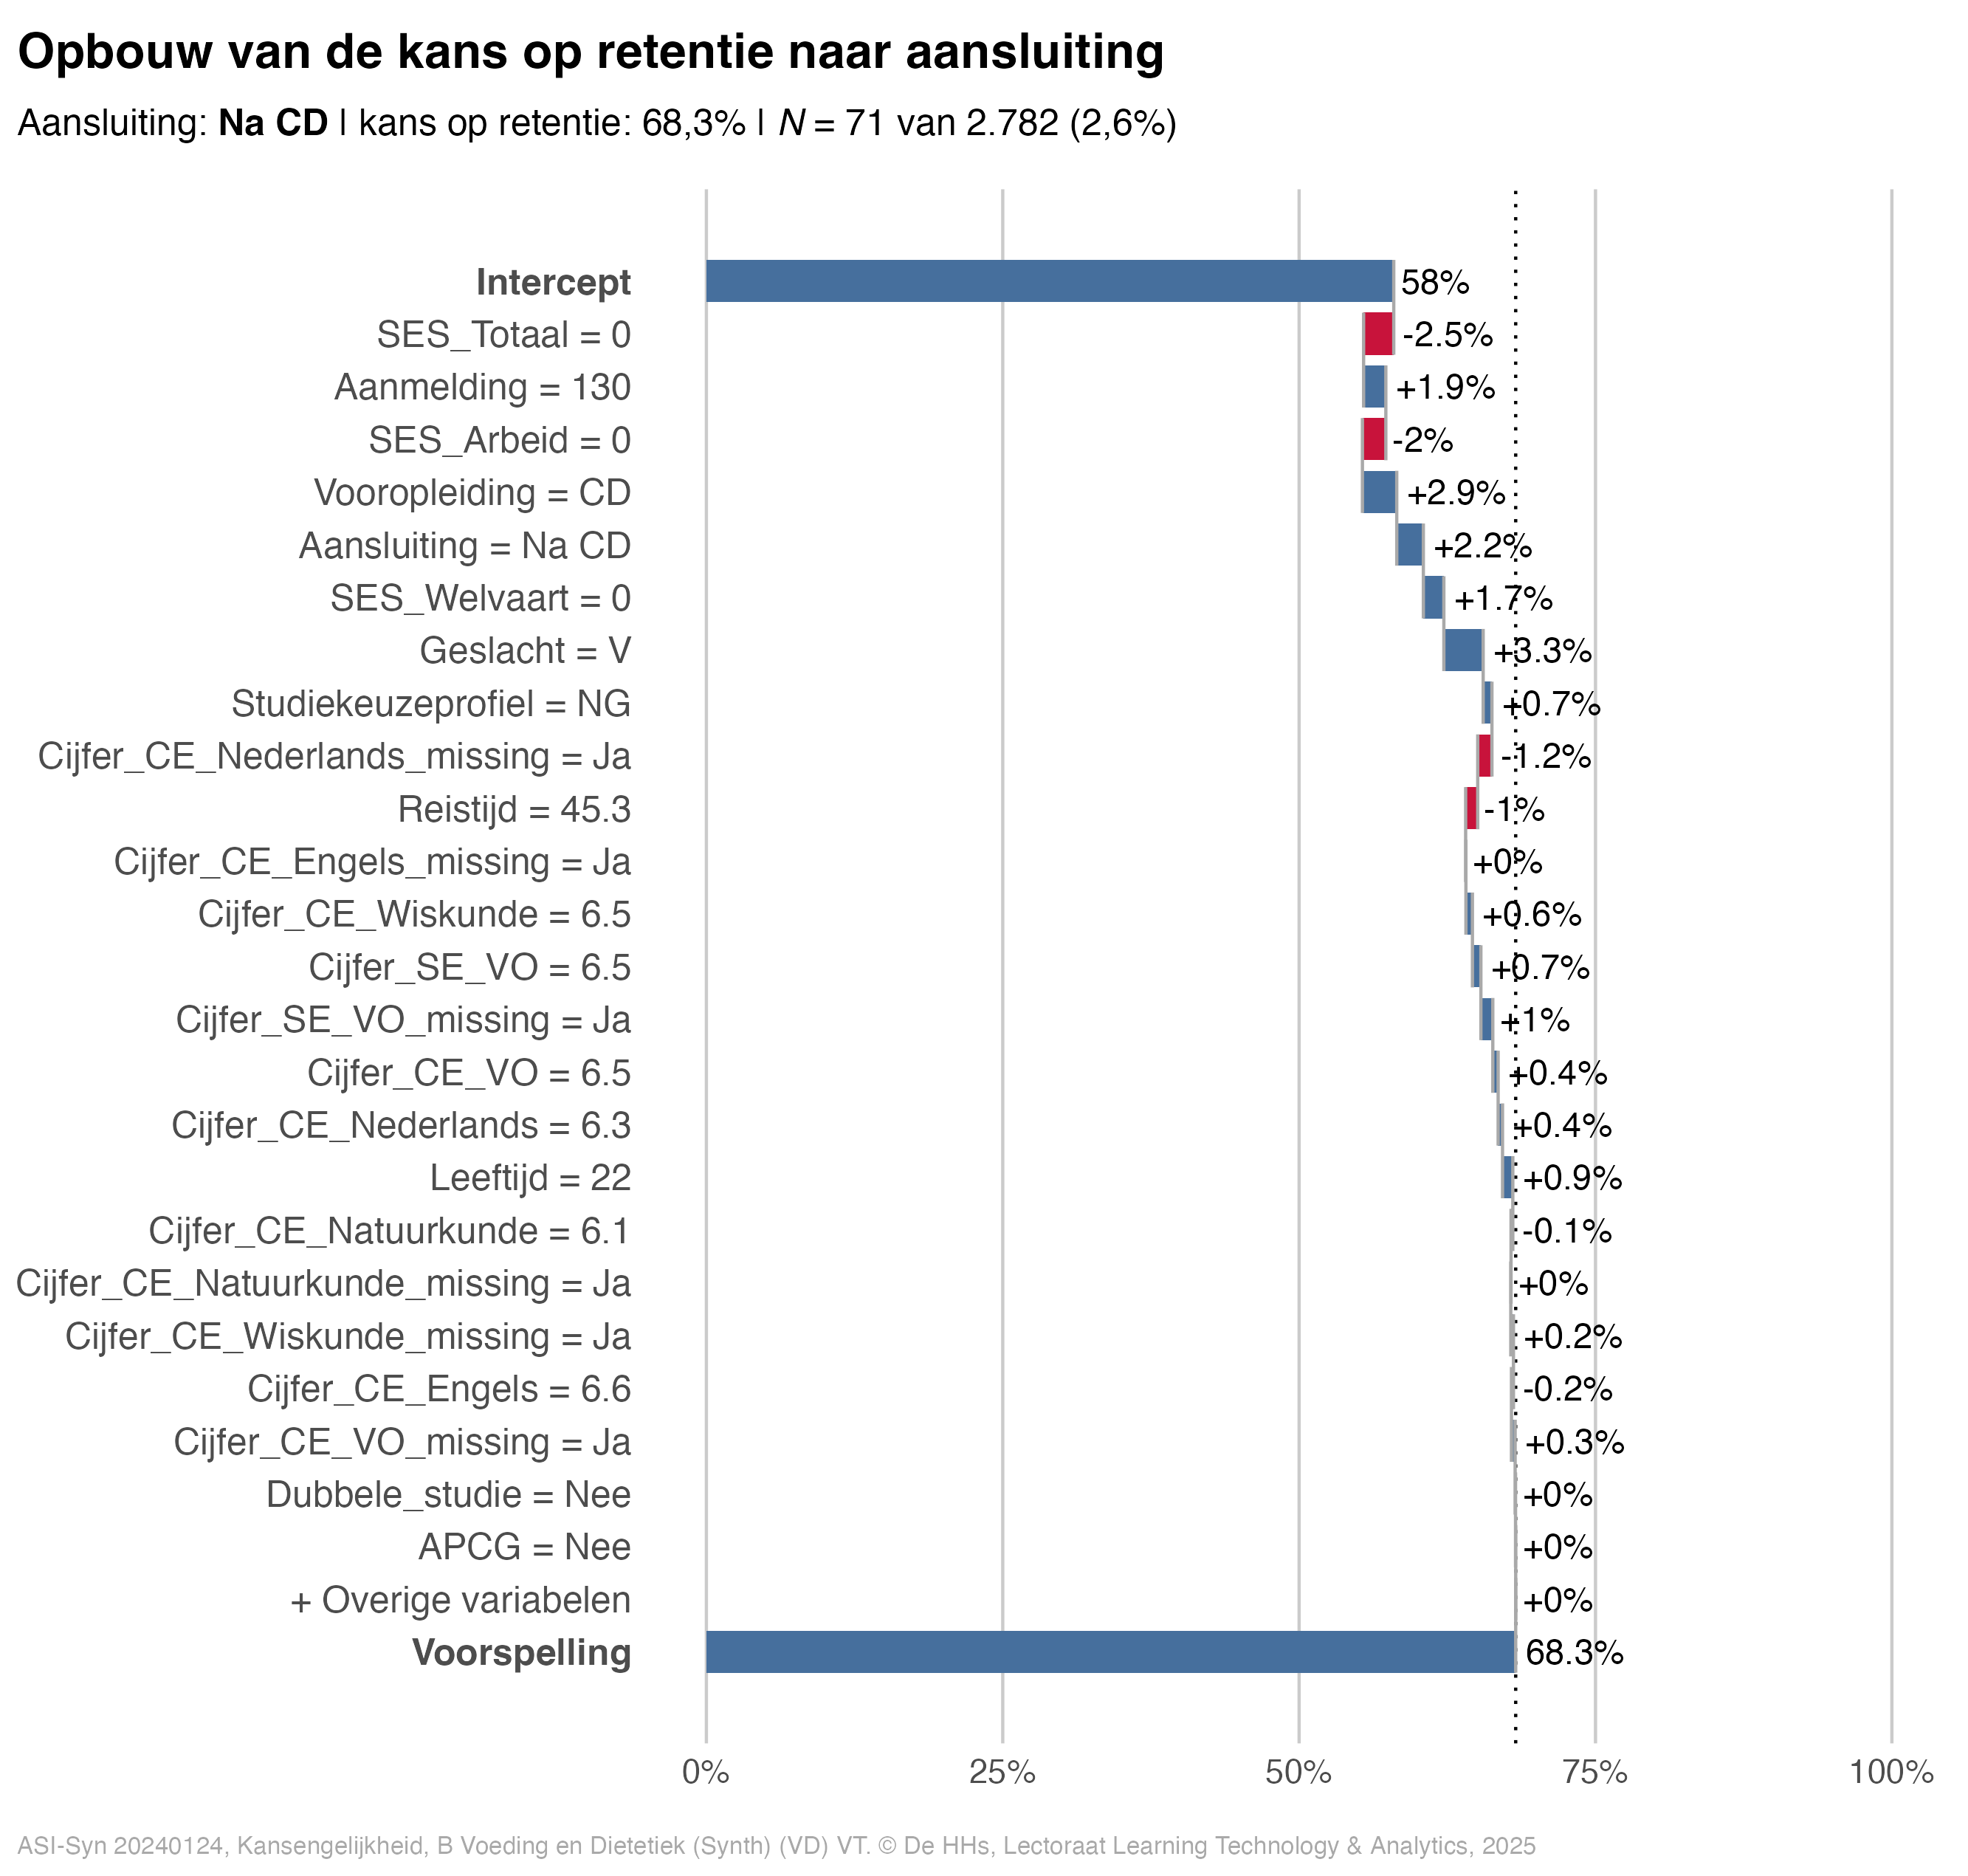 Opbouw van de kans op retentie naar aansluiting
Aansluiting: Na CD | kans op retentie: 68,3% | N = 71 van 2.782 (2,6%)
Intercept 58%
SES_Totaal = 0 -2.5%
Aanmelding = 130 +1.9%
SES_Arbeid = 0 -2%
Vooropleiding = CD +2.9%
Aansluiting = Na CD +2.2%
SES_Welvaart = 0 +1.7%
Geslacht = V +3.3%
Studiekeuzeprofiel = NG +0.7%
Cijfer_CE_Nederlands_missing = Ja -1.2%
Reistijd = 45.3 -1%
Cijfer_CE_Engels_missing = Ja +0%
Cijfer_CE_Wiskunde = 6.5 +0.6%
Cijfer_SE_VO = 6.5 +0.7%
Cijfer_SE_VO_missing = Ja +1%
Cijfer_CE_VO = 6.5 +0.4%
Cijfer_CE_Nederlands = 6.3 +0.4%
Leeftijd = 22 +0.9%
Cijfer_CE_Natuurkunde = 6.1 -0.1%
Cijfer_CE_Natuurkunde_missing = Ja +0%
Cijfer_CE_Wiskunde_missing = Ja +0.2%
Cijfer_CE_Engels = 6.6 -0.2%
Cijfer_CE_VO_missing = Ja +0.3%
Dubbele_studie = Nee +0%
APCG = Nee +0%
+ Overige variabelen +0%
Voorspelling 68.3%
0% 25% 50% 75% 100%
ASI-Syn 20240124, Kansengelijkheid, B Voeding en Dietetiek (Synth) (VD) VT. © De HHs, Lectoraat Learning Technology & Analytics, 2025